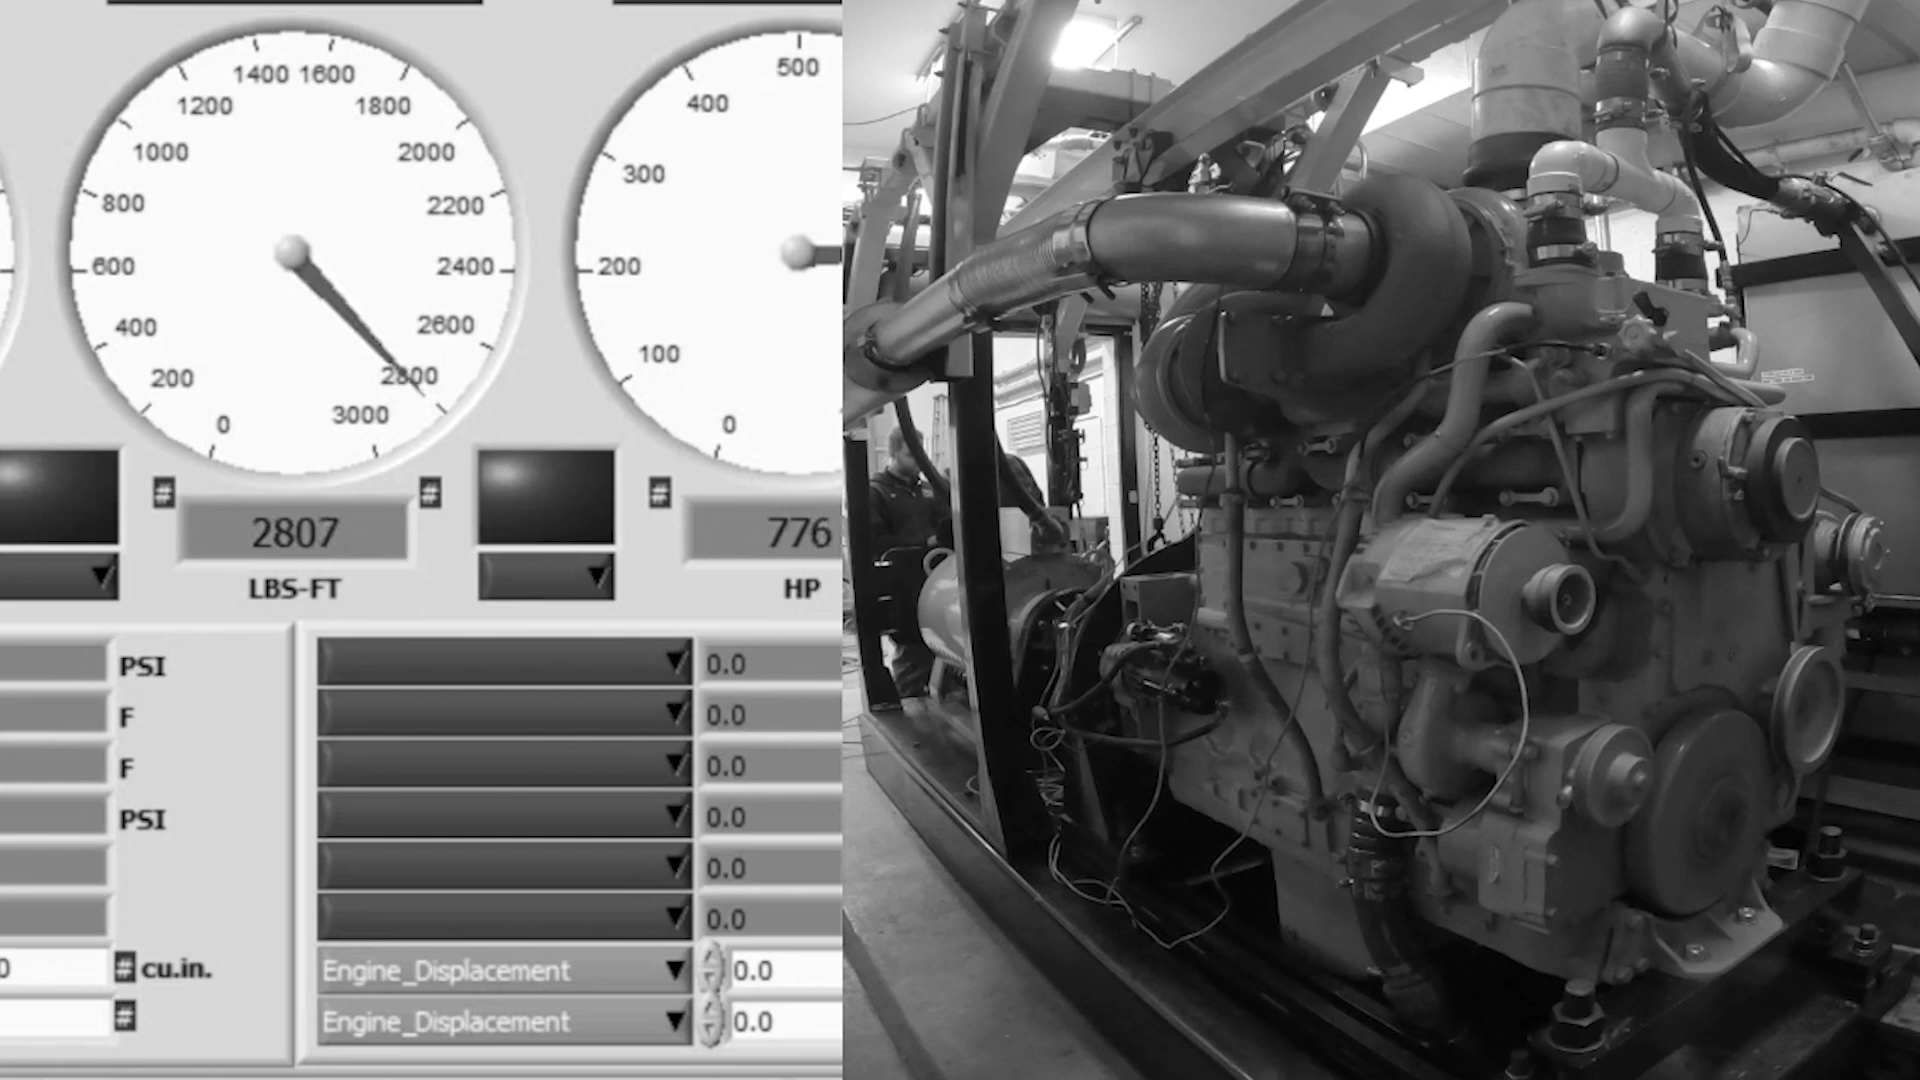 1400 1600
1200 1800
1000 2000
800 2200
600 2400
400 2600
200 2800
0 3000
# #
2807
LBS-FT
500
400
300
200
100
0
#
776
HP
PSI
F
F
PSI
0 # cu.in.
#
0.0
0.0
0.0
0.0
0.0
0.0
Engine_Displacement 0.0
Engine_Displacement 0.0